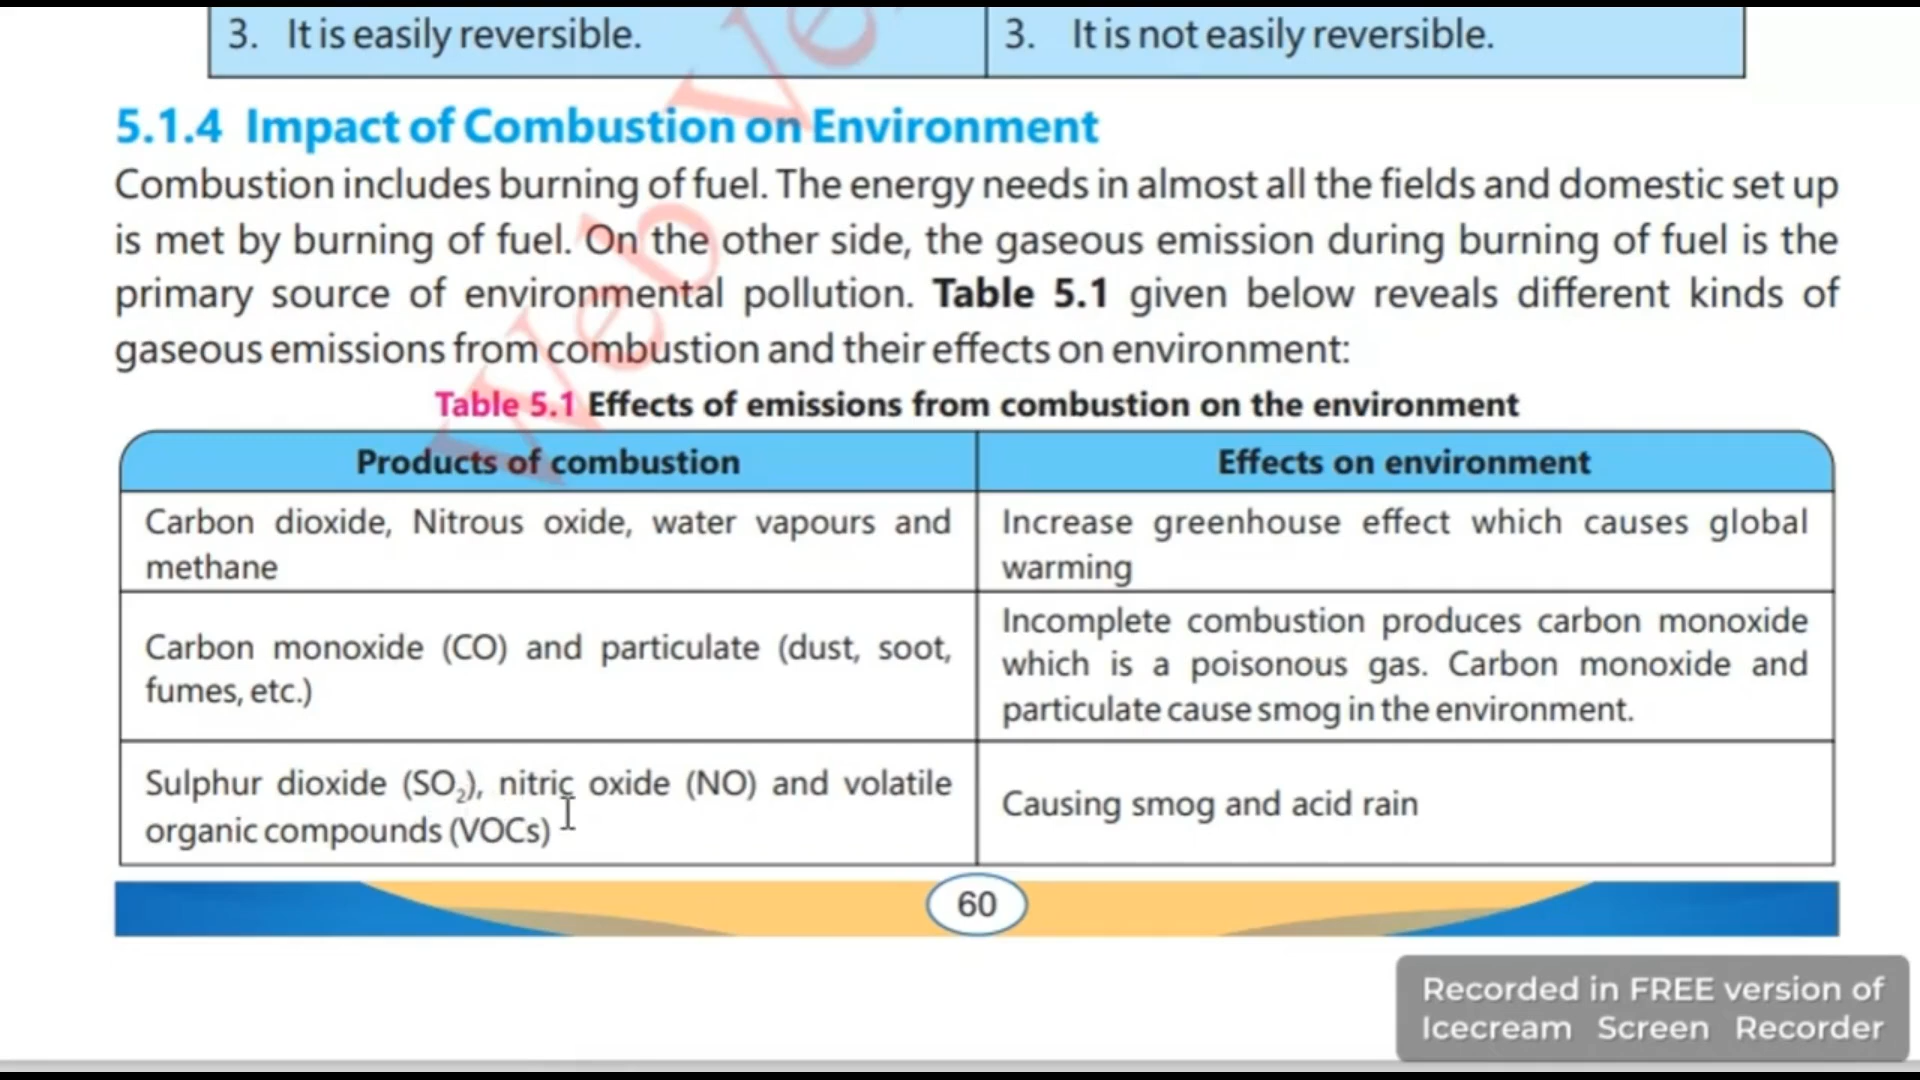 3. It is easily reversible.
3. It is not easily reversible.
5.1.4 Impact of Combustion on Environment
Combustion includes burning of fuel. The energy needs in almost all the fields and domestic set up
is met by burning of fuel. On the other side, the gaseous emission during burning of fuel is the
primary source of environmental pollution. Table 5.1 given below reveals different kinds of
gaseous emissions from combustion and their effects on environment:
Table 5.1 Effects of emissions from combustion on the environment
Products of combustion
Effects on environment
Carbon dioxide, Nitrous oxide, water vapours and
methane
Increase greenhouse effect which causes global
warming
Carbon monoxide (CO) and particulate (dust, soot,
fumes, etc.)
Incomplete combustion produces carbon monoxide
which is a poisonous gas. Carbon monoxide and
particulate cause smog in the environment.
Sulphur dioxide (SO₂), nitric oxide (NO) and volatile
organic compounds (VOCs)
Causing smog and acid rain
60
Web Ve
Recorded in FREE version of
Icecream Screen Recorder